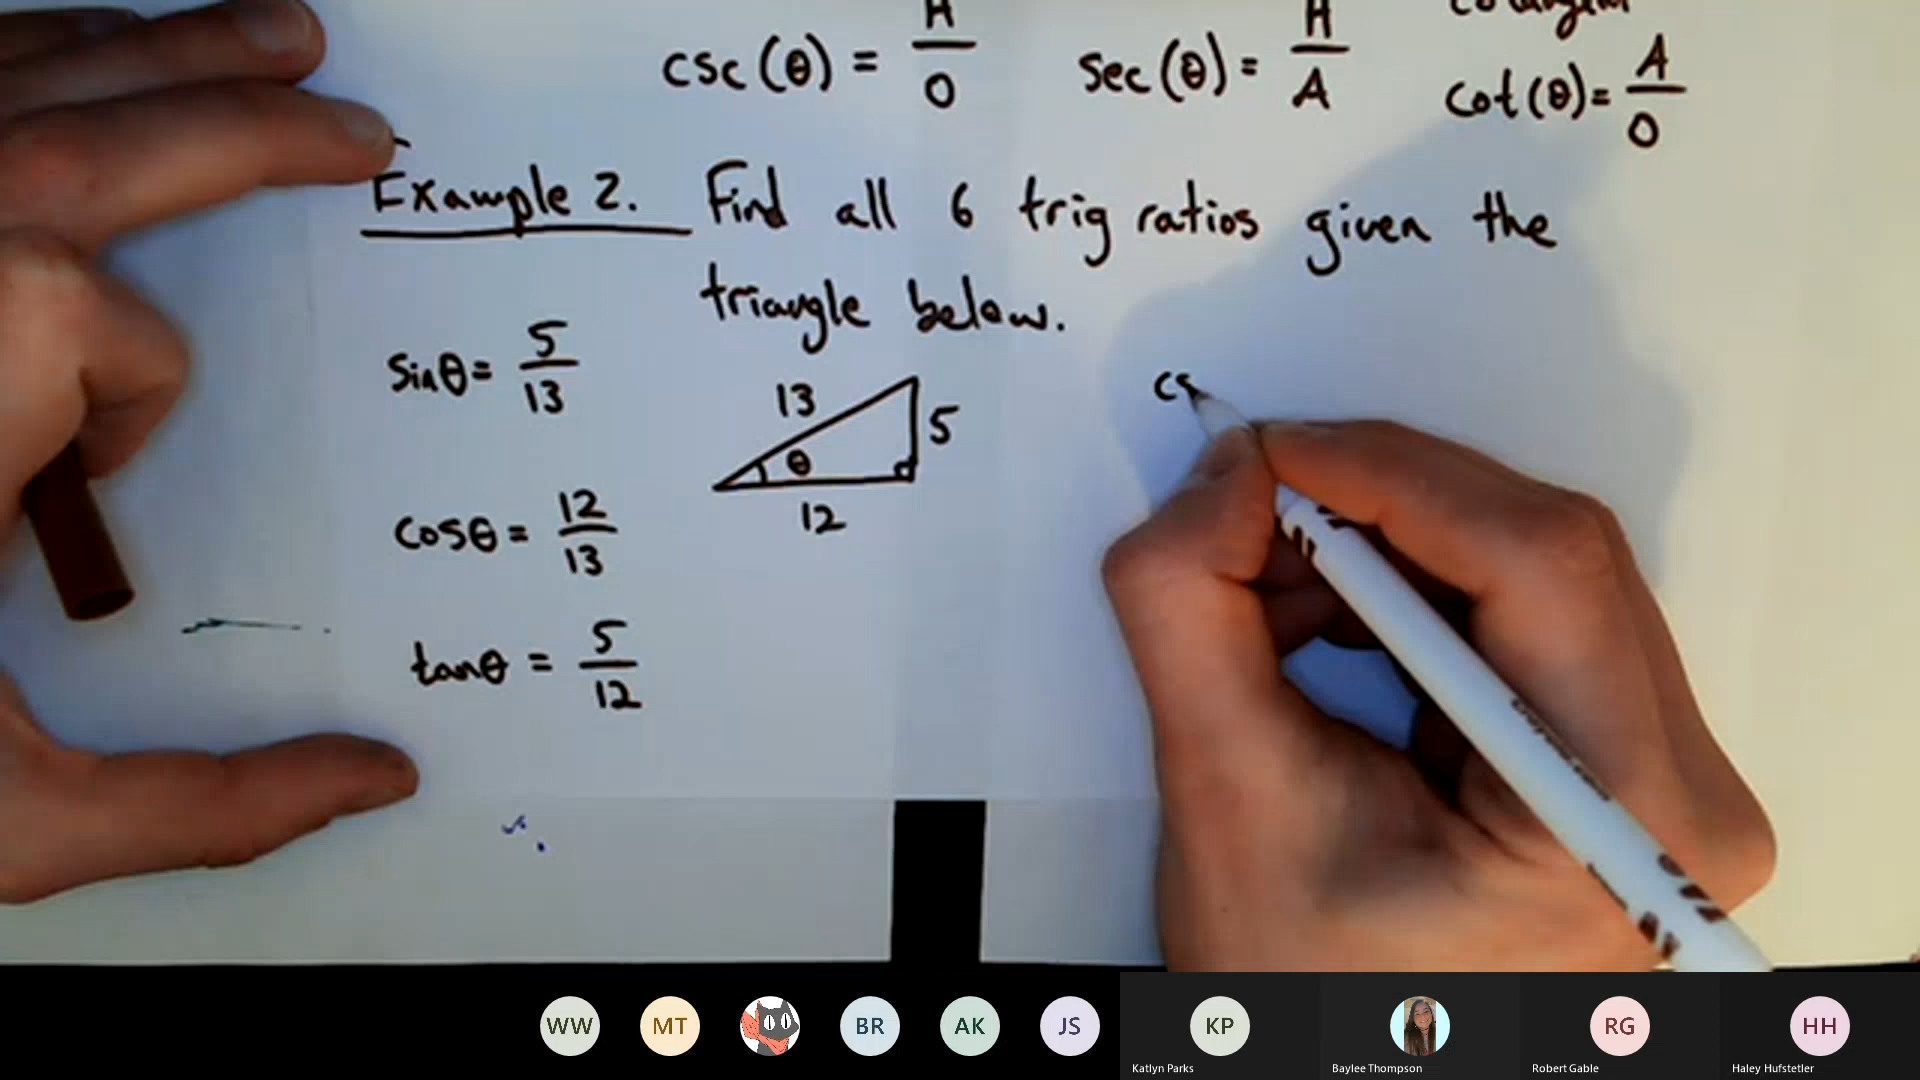 csc(θ) = H/O
sec(θ) = H/A
cot(θ) = A/O
Example 2. Find all 6 trig ratios given the
triangle below.
sinθ = 5/13
13
5
θ
12
cs
cosθ = 12/13
tanθ = 5/12
WW MT BR AK JS KP RG HH
Katlyn Parks Baylee Thompson Robert Gable Haley Hufstetler